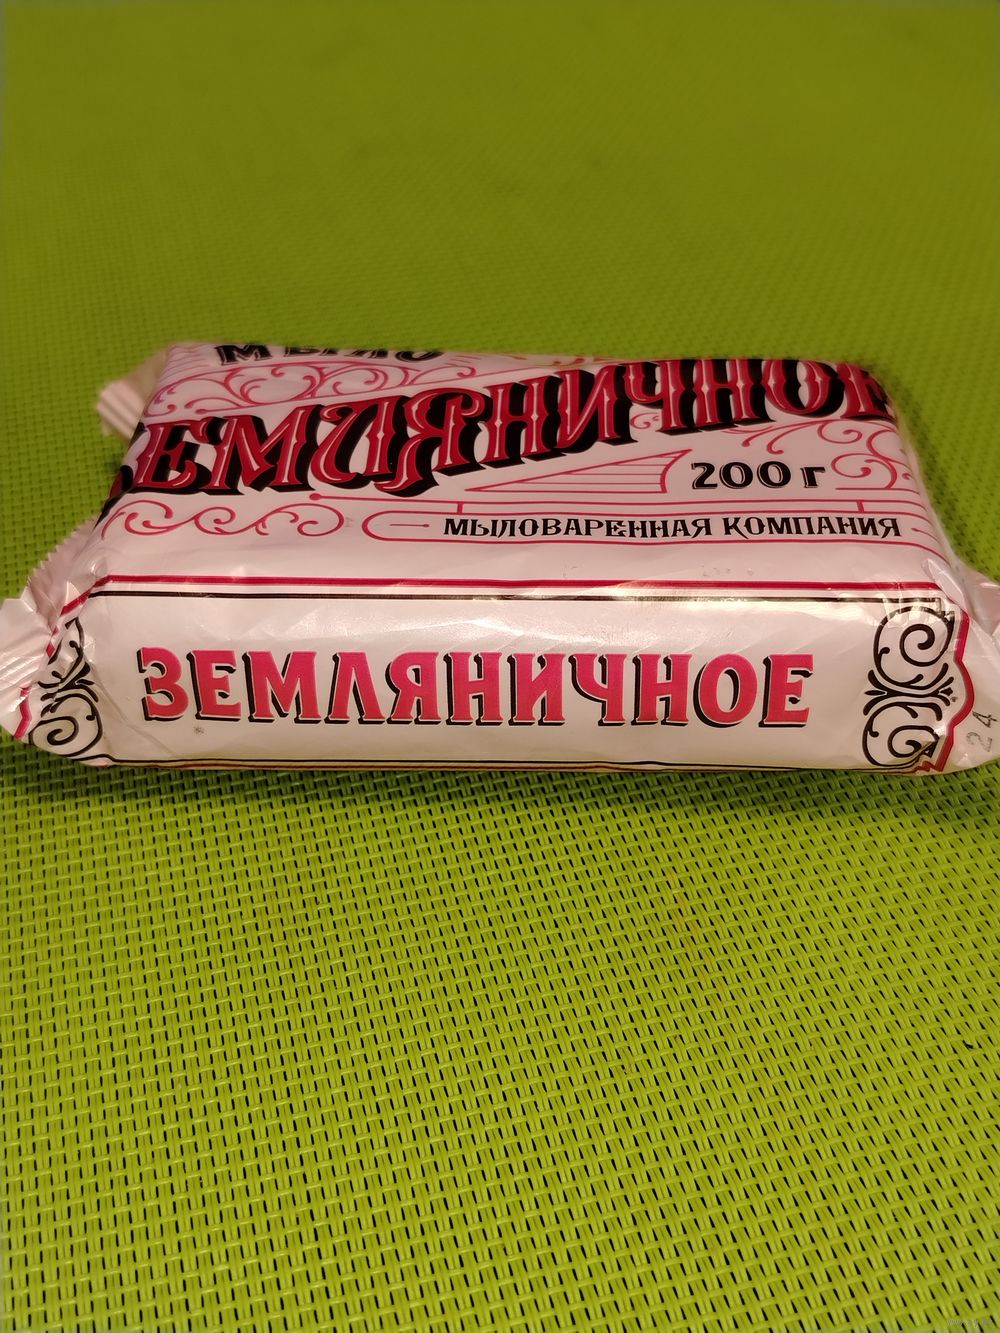 МЫЛО
ЗЕМЛЯНИЧНОЕ
200 г
МЫЛОВАРЕННАЯ КОМПАНИЯ
ЗЕМЛЯНИЧНОЕ
24